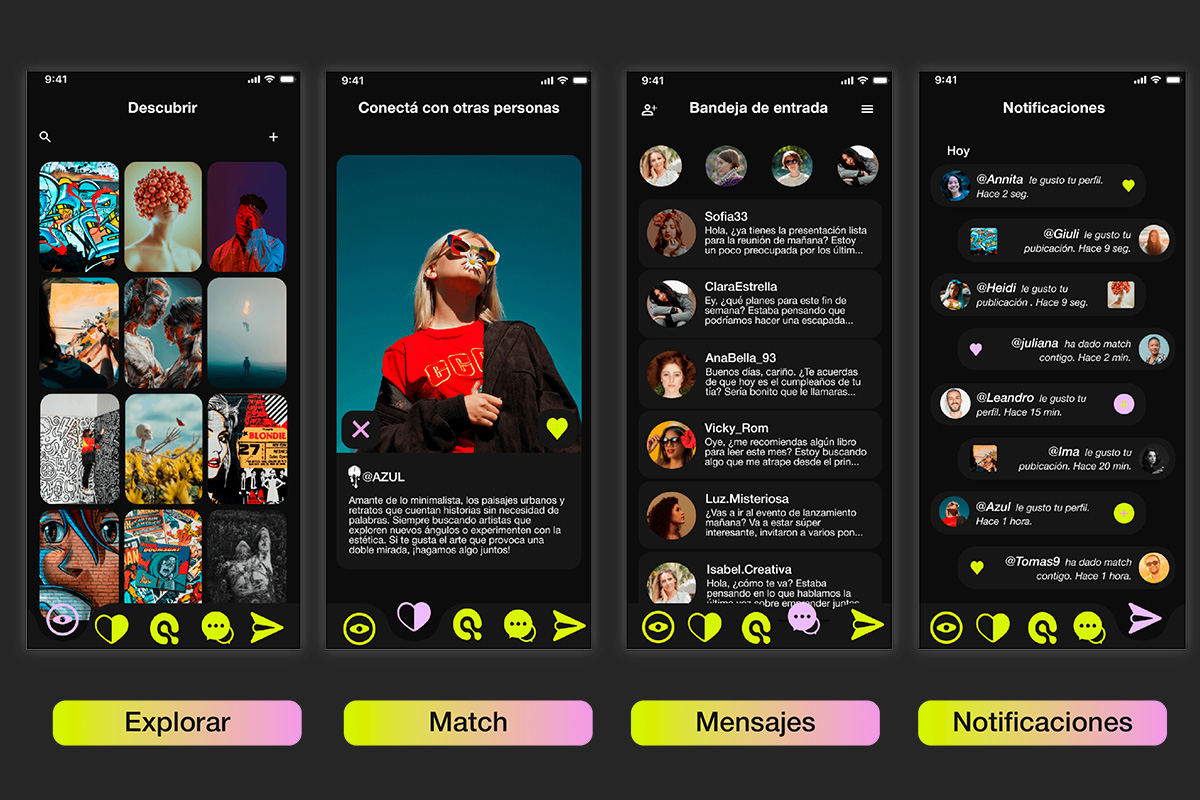 9:41
Descubrir
BLONDIE
27
Explorar
9:41
Conectá con otras personas
@AZUL
Amante de lo minimalista, los paisajes urbanos y
retratos que cuentan historias sin necesidad de
palabras. Siempre buscando artistas que
exploren nuevos ángulos o experimenten con la
estética. Si te gusta el arte que provoca una
doble mirada, ¡hagamos algo juntos!
Match
9:41
Bandeja de entrada
Sofia33
Hola, ¿ya tienes la presentación lista
para la reunión de mañana? Estoy
un poco preocupada por los últim...
ClaraEstrella
Ey, ¿qué planes para este fin de
semana? Estaba pensando que
podríamos hacer una escapada...
AnaBella_93
Buenos días, cariño. ¿Te acuerdas
de que hoy es el cumpleaños de tu
tía? Sería bonito que le llamaras...
Vicky_Rom
Oye, ¿me recomiendas algún libro
para leer este mes? Estoy buscando
algo que me atrape desde el prin...
Luz.Misteriosa
¿Vas a ir al evento de lanzamiento
mañana? Va a estar súper
interesante, invitaron a varios pon...
Isabel.Creativa
Hola, ¿cómo te va? Estaba
pensando en lo que hablamos la
última vez sobre emprender juntas
Mensajes
9:41
Notificaciones
Hoy
@Annita le gusto tu perfil.
Hace 2 seg.
@Giuli le gusto tu
pubicación. Hace 9 seg.
@Heidi le gusto tu
publicación . Hace 9 seg.
@juliana ha dado match
contigo. Hace 2 min.
@Leandro le gusto tu
perfil. Hace 15 min.
@Ima le gusto tu
pubicación. Hace 20 min.
@Azul le gusto tu perfil.
Hace 1 hora.
@Tomas9 ha dado match
contigo. Hace 1 hora.
Notificaciones